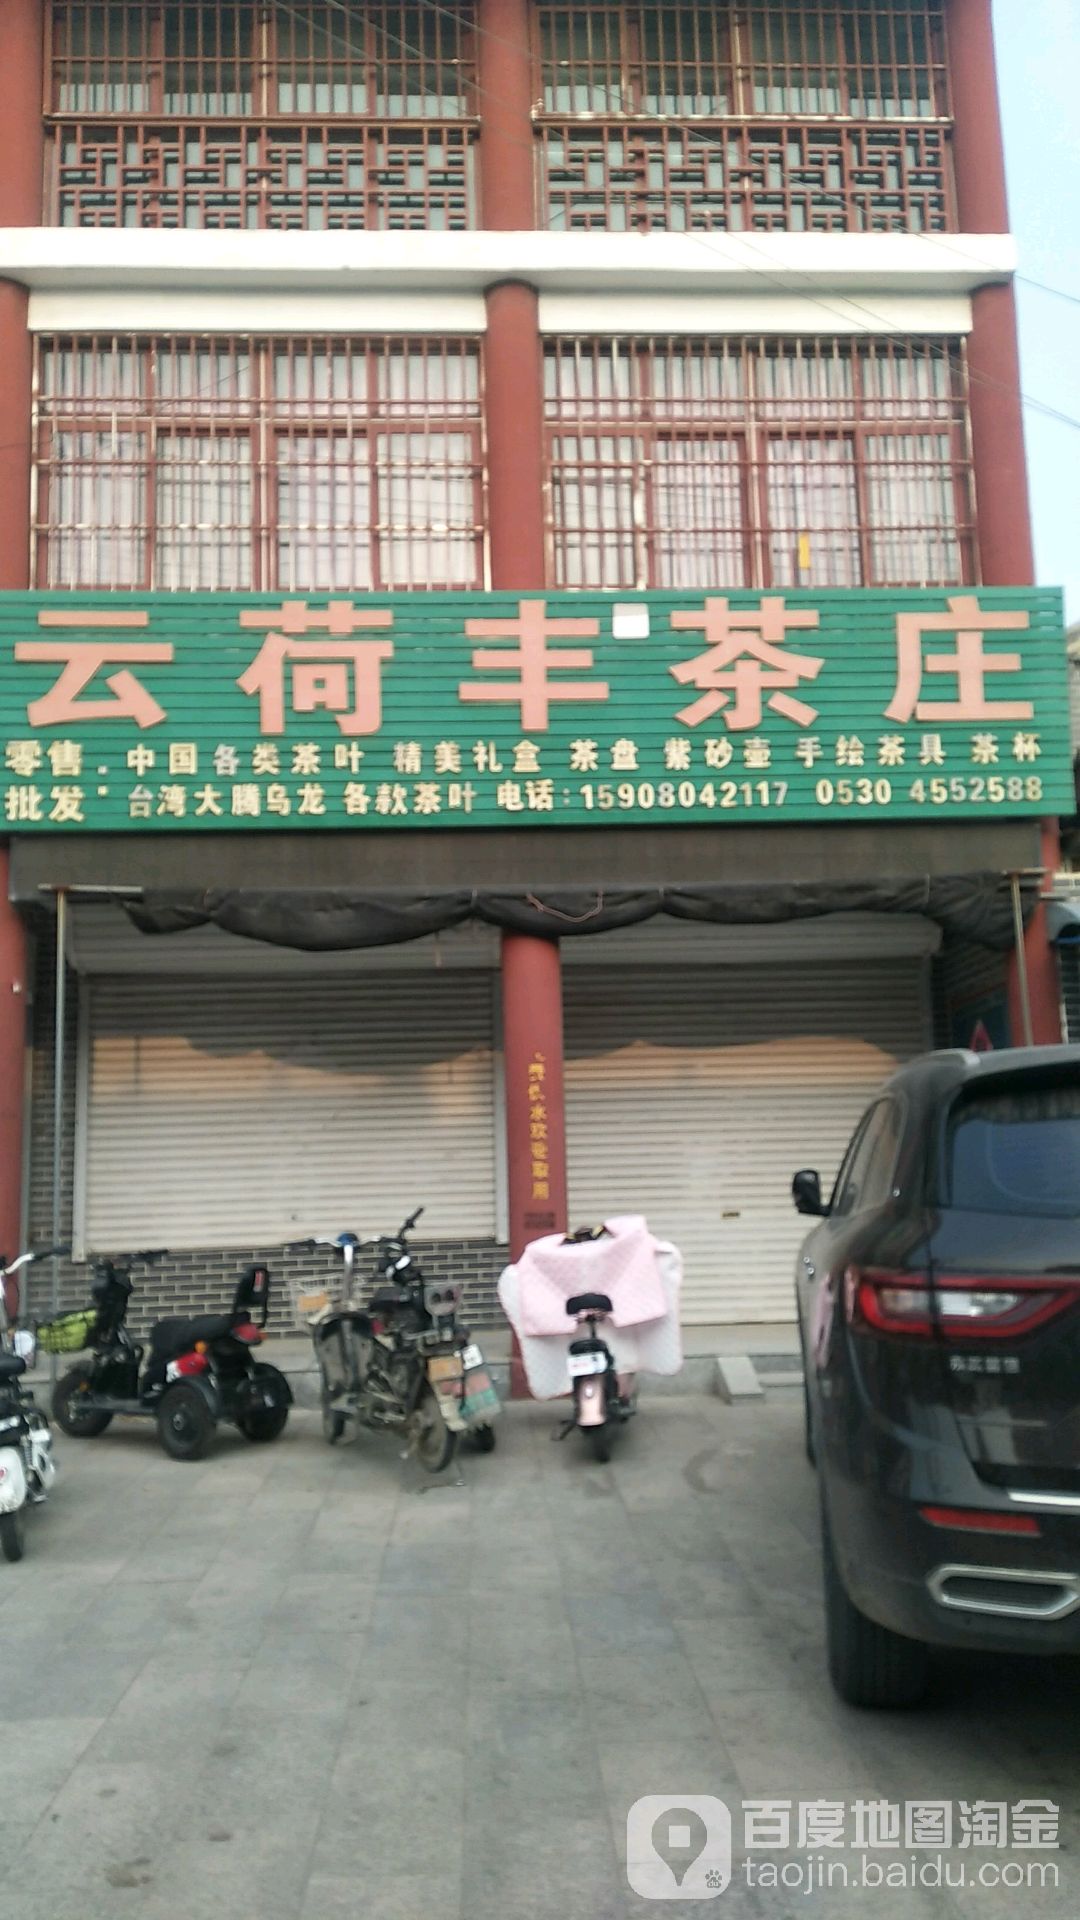 云荷丰茶庄
零售. 中国各类茶叶 精美礼盒 茶盘 紫砂壶 手绘茶具 茶杯
批发 台湾大腾乌龙 各款茶叶 电话:15908042117 0530 4552588
百度地图淘金
taojin.baidu.com